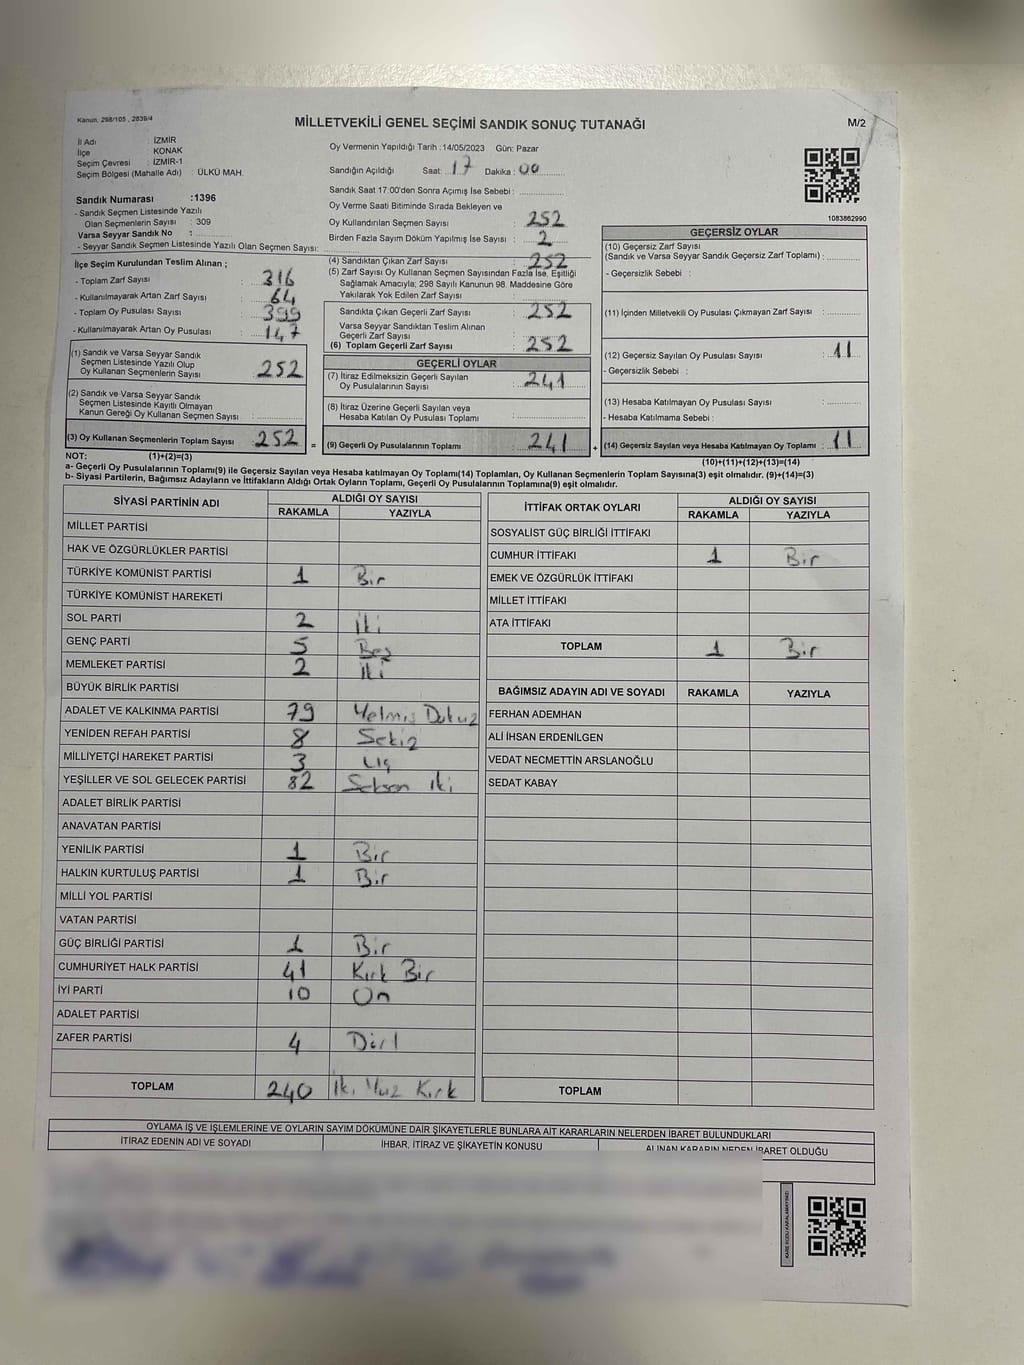 Kanun, 298/105 , 2839/4
MİLLETVEKİLİ GENEL SEÇİMİ SANDIK SONUÇ TUTANAĞI
M/2
İl Adı : İZMİR
İlçe : KONAK
Seçim Çevresi : İZMİR-1
Seçim Bölgesi (Mahalle Adı) : ÜLKÜ MAH.
Sandık Numarası :1396
- Sandık Seçmen Listesinde Yazılı
Olan Seçmenlerin Sayısı : 309
Varsa Seyyar Sandık No :
- Seyyar Sandık Seçmen Listesinde Yazılı Olan Seçmen Sayısı:
Oy Vermenin Yapıldığı Tarih :14/05/2023 Gün: Pazar
Sandığın Açıldığı Saat: 17 Dakika: 00
Sandık Saat 17:00'den Sonra Açımış İse Sebebi :
Oy Verme Saati Bitiminde Sırada Bekleyen ve
Oy Kullandırılan Seçmen Sayısı : 252
Birden Fazla Sayım Döküm Yapılmış İse Sayısı : 2
1083862990
İlçe Seçim Kurulundan Teslim Alınan ;
- Toplam Zarf Sayısı : 316
- Kullanılmayarak Artan Zarf Sayısı : 64
- Toplam Oy Pusulası Sayısı : 399
- Kullanılmayarak Artan Oy Pusulası : 147
(4) Sandıktan Çıkan Zarf Sayısı : 252
(5) Zarf Sayısı Oy Kullanan Seçmen Sayısından Fazla İse, Eşitliği
Sağlamak Amacıyla; 298 Sayılı Kanunun 98. Maddesine Göre
Yakılarak Yok Edilen Zarf Sayısı :
Sandıkta Çıkan Geçerli Zarf Sayısı : 252
Varsa Seyyar Sandıktan Teslim Alınan
Geçerli Zarf Sayısı :
(6) Toplam Geçerli Zarf Sayısı : 252
GEÇERSİZ OYLAR
(10) Geçersiz Zarf Sayısı
(Sandık ve Varsa Seyyar Sandık Geçersiz Zarf Toplamı) :
- Geçersizlik Sebebi :
(11) İçinden Milletvekili Oy Pusulası Çıkmayan Zarf Sayısı :
(12) Geçersiz Sayılan Oy Pusulası Sayısı : 11
- Geçersizlik Sebebi :
(13) Hesaba Katılmayan Oy Pusulası Sayısı :
- Hesaba Katılmama Sebebi :
(1) Sandık ve Varsa Seyyar Sandık
Seçmen Listesinde Yazılı Olup
Oy Kullanan Seçmenlerin Sayısı : 252
(2) Sandık ve Varsa Seyyar Sandık
Seçmen Listesinde Kayıtlı Olmayan
Kanun Gereği Oy Kullanan Seçmen Sayısı :
GEÇERLİ OYLAR
(7) İtiraz Edilmeksizin Geçerli Sayılan
Oy Pusulalarının Sayısı : 241
(8) İtiraz Üzerine Geçerli Sayılan veya
Hesaba Katılan Oy Pusulası Toplamı :
(3) Oy Kullanan Seçmenlerin Toplam Sayısı : 252 = (9) Geçerli Oy Pusulalarının Toplamı : 241 + (14) Geçersiz Sayılan veya Hesaba Katılmayan Oy Toplamı : 11
NOT: (1)+(2)=(3) (10)+(11)+(12)+(13)=(14)
a- Geçerli Oy Pusulalarının Toplamı(9) ile Geçersiz Sayılan veya Hesaba katılmayan Oy Toplamı(14) Toplamları, Oy Kullanan Seçmenlerin Toplam Sayısına(3) eşit olmalıdır. (9)+(14)=(3)
b- Siyasi Partilerin, Bağımsız Adayların ve İttifakların Aldığı Ortak Oyların Toplamı, Geçerli Oy Pusulalarının Toplamına(9) eşit olmalıdır.
SİYASİ PARTİNİN ADI ALDIĞI OY SAYISI
RAKAMLA YAZIYLA
MİLLET PARTİSİ
HAK VE ÖZGÜRLÜKLER PARTİSİ
TÜRKİYE KOMÜNİST PARTİSİ 1 Bir
TÜRKİYE KOMÜNİST HAREKETİ
SOL PARTİ 2 İki
GENÇ PARTİ 5 Beş
MEMLEKET PARTİSİ 2 İki
BÜYÜK BİRLİK PARTİSİ
ADALET VE KALKINMA PARTİSİ 79 Yetmiş Dokuz
YENİDEN REFAH PARTİSİ 8 Sekiz
MİLLİYETÇİ HAREKET PARTİSİ 3 Üç
YEŞİLLER VE SOL GELECEK PARTİSİ 82 Seksen İki
ADALET BİRLİK PARTİSİ
ANAVATAN PARTİSİ
YENİLİK PARTİSİ 1 Bir
HALKIN KURTULUŞ PARTİSİ 1 Bir
MİLLİ YOL PARTİSİ
VATAN PARTİSİ
GÜÇ BİRLİĞİ PARTİSİ 1 Bir
CUMHURİYET HALK PARTİSİ 41 Kırk Bir
İYİ PARTİ 10 On
ADALET PARTİSİ
ZAFER PARTİSİ 4 Dört
TOPLAM 240 İki Yüz Kırk
İTTİFAK ORTAK OYLARI ALDIĞI OY SAYISI
RAKAMLA YAZIYLA
SOSYALİST GÜÇ BİRLİĞİ İTTİFAKI
CUMHUR İTTİFAKI 1 Bir
EMEK VE ÖZGÜRLÜK İTTİFAKI
MİLLET İTTİFAKI
ATA İTTİFAKI
TOPLAM 1 Bir
BAĞIMSIZ ADAYIN ADI VE SOYADI RAKAMLA YAZIYLA
FERHAN ADEMHAN
ALİ İHSAN ERDENİLGEN
VEDAT NECMETTİN ARSLANOĞLU
SEDAT KABAY
TOPLAM
OYLAMA İŞ VE İŞLEMLERİNE VE OYLARIN SAYIM DÖKÜMÜNE DAİR ŞİKAYETLERLE BUNLARA AİT KARARLARIN NELERDEN İBARET BULUNDUKLARI
İTİRAZ EDENİN ADI VE SOYADI İHBAR, İTİRAZ VE ŞİKAYETİN KONUSU ALINAN KARARIN NEDEN İBARET OLDUĞU
KARE KODU KARALAMAYINIZ!